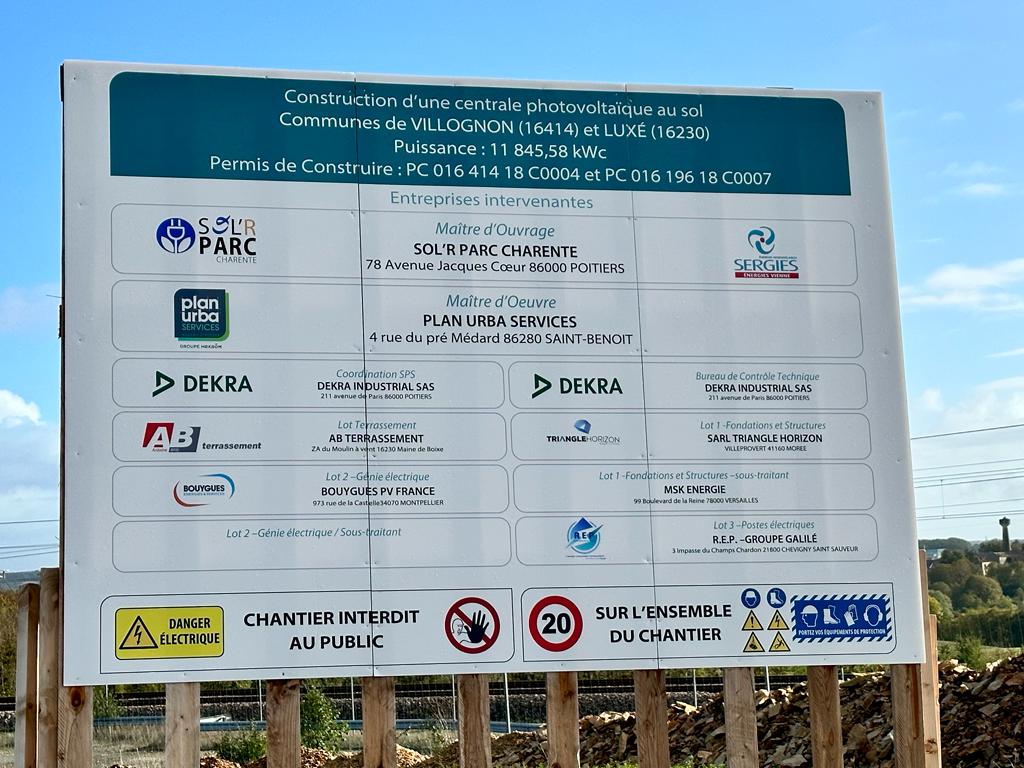 Construction d'une centrale photovoltaïque au sol
Communes de VILLOGNON (16414) et LUXÉ (16230)
Puissance : 11 845,58 kWc
Permis de Construire : PC 016 414 18 C0004 et PC 016 196 18 C0007
Entreprises intervenantes
SOL'R
PARC
CHARENTE
Maître d'Ouvrage
SOL'R PARC CHARENTE
78 Avenue Jacques Cœur 86000 POITIERS
SERGIES
ENERGIES VIENNE
plan
urba
SERVICES
Maître d'Oeuvre
PLAN URBA SERVICES
4 rue du pré Médard 86280 SAINT-BENOIT
DEKRA
Coordination SPS
DEKRA INDUSTRIAL SAS
211 avenue de Paris 86000 POITIERS
DEKRA
Bureau de Contrôle Technique
DEKRA INDUSTRIAL SAS
211 avenue de Paris 86000 POITIERS
AB terrassement
Lot Terrassement
AB TERRASSEMENT
ZA du Moulin à vent 16230 Maine de Boixe
TRIANGLE HORIZON
Lot 1 -Fondations et Structures
SARL TRIANGLE HORIZON
VILLEPROVERT 41160 MOREE
BOUYGUES
ENERGIES & SERVICES
Lot 2 –Génie électrique
BOUYGUES PV FRANCE
973 rue de la Castelle34070 MONTPELLIER
Lot 1 -Fondations et Structures –sous-traitant
MSK ENERGIE
99 Boulevard de la Reine 78000 VERSAILLES
Lot 2 –Génie électrique / Sous-traitant
R.E.P.
Lot 3 –Postes électriques
R.E.P. –GROUPE GALILÉ
3 Impasse du Champs Chardon 21800 CHEVIGNY SAINT SAUVEUR
DANGER
ÉLECTRIQUE
CHANTIER INTERDIT
AU PUBLIC
20
SUR L'ENSEMBLE
DU CHANTIER
PORTEZ VOS ÉQUIPEMENTS DE PROTECTION